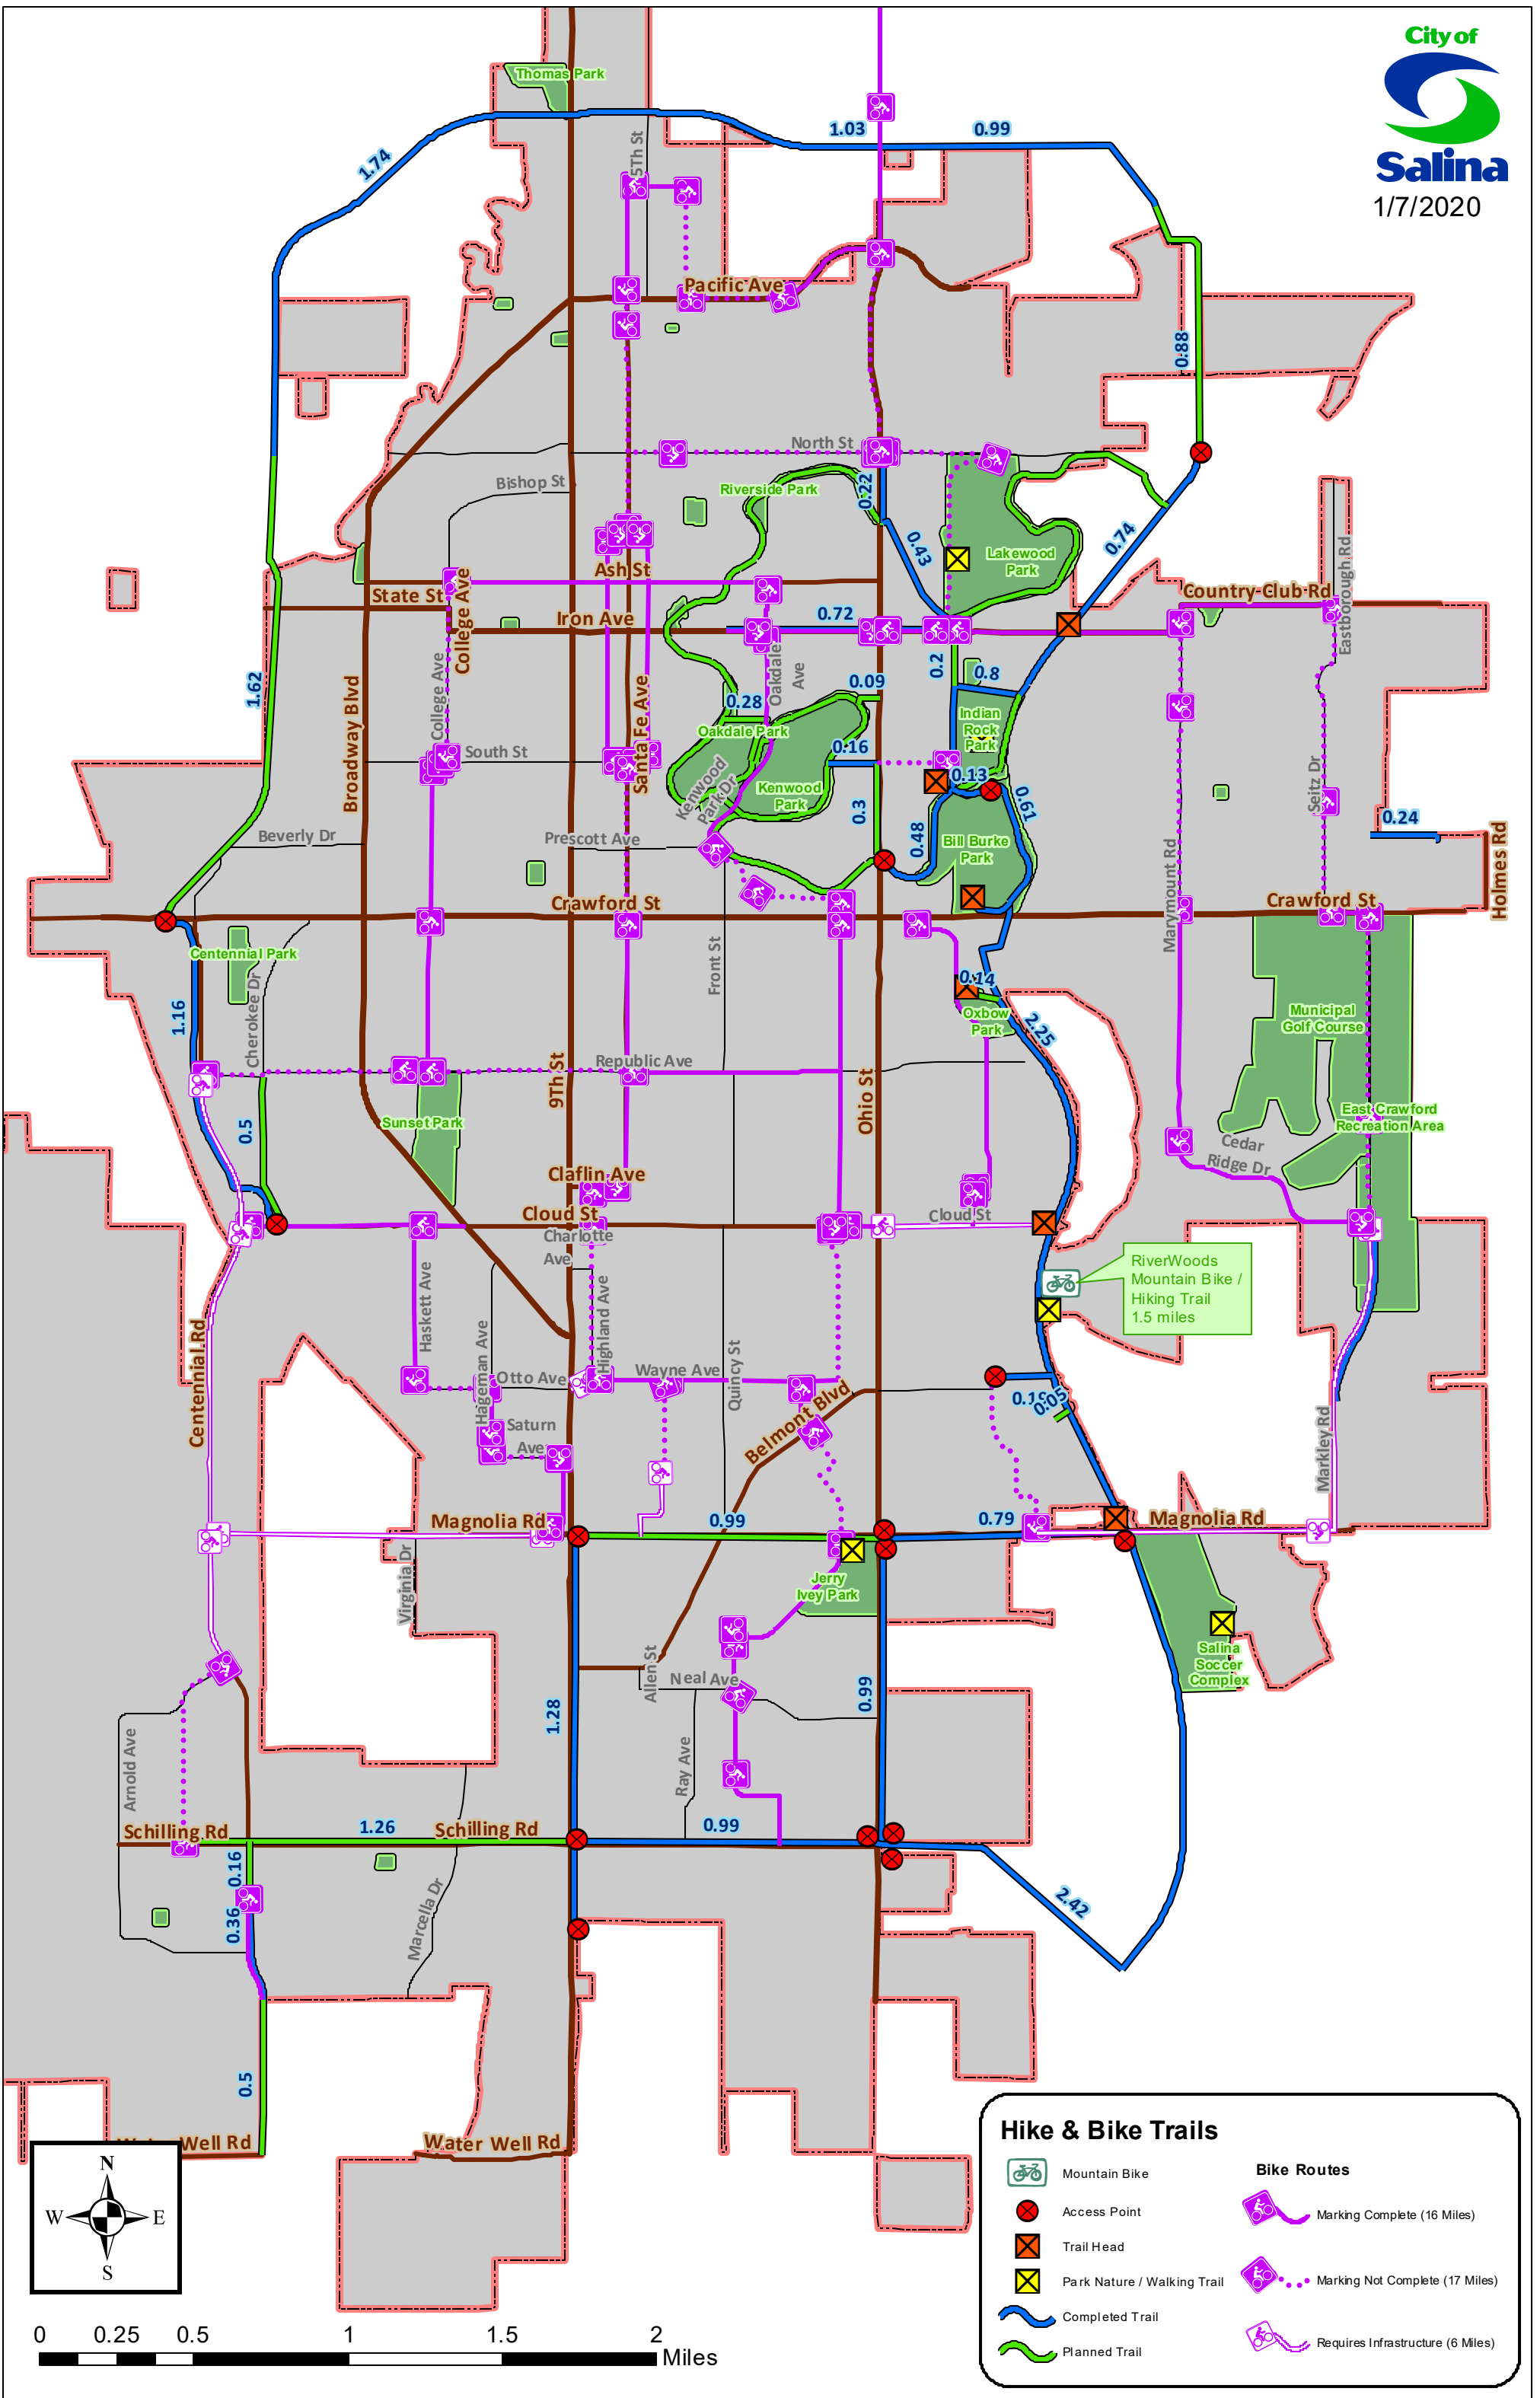 City of
Salina
1/7/2020
Thomas Park
1.03
0.99
1.74
5Th St
Pacific Ave
0.88
North St
Bishop St
Riverside Park
0.22
0.43
Lakewood
Park
0.74
Eastborough Rd
Ash St
State St
College Ave
Iron Ave
0.72
Country Club Rd
College Ave
Oakdale
Ave
0.2
0.8
0.09
1.62
Broadway Blvd
Santa Fe Ave
0.28
Oakdale Park
Indian
Rock
Park
South St
0.16
0.13
Kenwood
Park Dr
Kenwood
Park
0.3
0.61
Seitz Dr
0.24
Holmes Rd
Beverly Dr
Prescott Ave
0.48
Bill Burke
Park
Marymount Rd
Crawford St
Crawford St
Centennial Park
Cherokee Dr
Front St
0.14
Oxbow
Park
2.25
1.16
Municipal
Golf Course
Republic Ave
9Th St
Ohio St
0.5
Sunset Park
East Crawford
Recreation Area
Cedar
Ridge Dr
Claflin Ave
Cloud St
Cloud St
Charlotte
Ave
RiverWoods
Mountain Bike /
Hiking Trail
1.5 miles
Centennial Rd
Haskett Ave
Hageman Ave
Highland Ave
Otto Ave
Wayne Ave
Quincy St
0.05
Saturn
Ave
Belmont Blvd
Markley Rd
Magnolia Rd
0.99
0.79
Magnolia Rd
Virginia Dr
Jerry
Ivey Park
Salina
Soccer
Complex
Allen St
Neal Ave
0.99
1.28
Arnold Ave
Ray Ave
Schilling Rd
1.26
Schilling Rd
0.99
0.16
0.36
Marcella Dr
2.42
0.5
Well Rd
Water Well Rd
N
W
E
S
0
0.25
0.5
1
1.5
2
Miles
Hike & Bike Trails
Mountain Bike
Access Point
Trail Head
Park Nature / Walking Trail
Completed Trail
Planned Trail
Bike Routes
Marking Complete (16 Miles)
Marking Not Complete (17 Miles)
Requires Infrastructure (6 Miles)